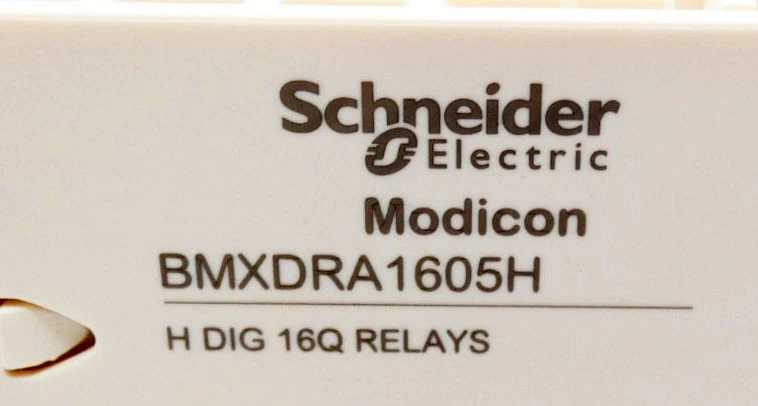 Schneider
Electric
Modicon
BMXDRA1605H
H DIG 16Q RELAYS